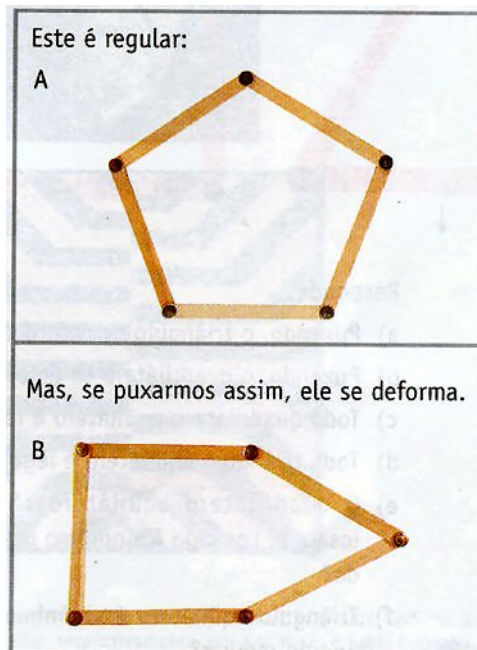 Este é regular:
A
Mas, se puxarmos assim, ele se deforma.
B